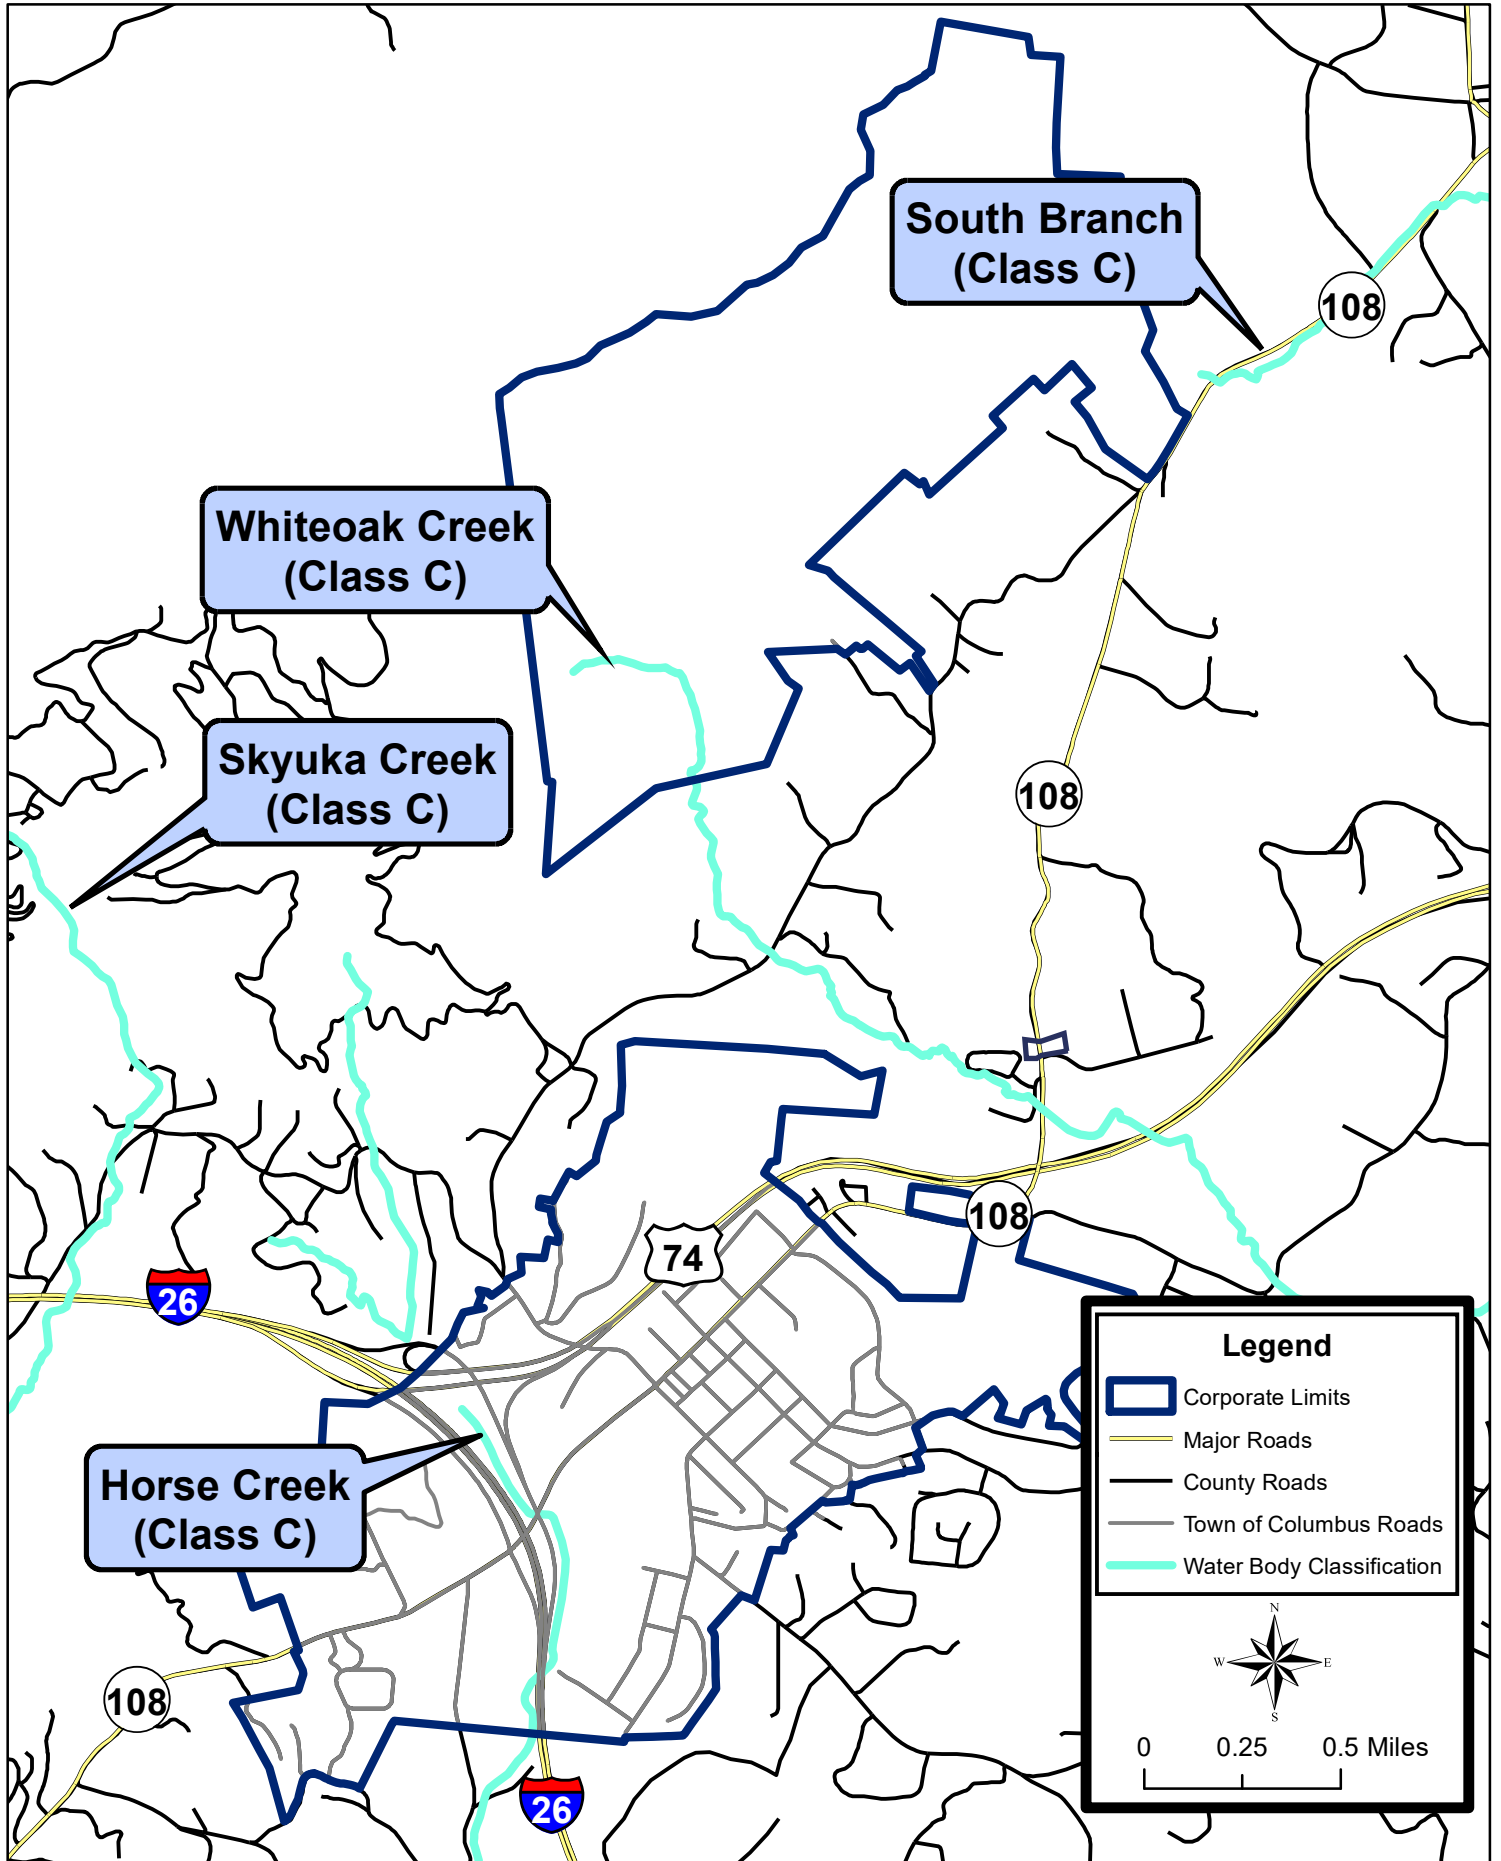 South Branch
(Class C)
108
Whiteoak Creek
(Class C)
Skyuka Creek
(Class C)
108
108
74
26
Legend
Corporate Limits
Major Roads
County Roads
Town of Columbus Roads
Water Body Classification
Horse Creek
(Class C)
N
W
E
S
108
0 0.25 0.5 Miles
26